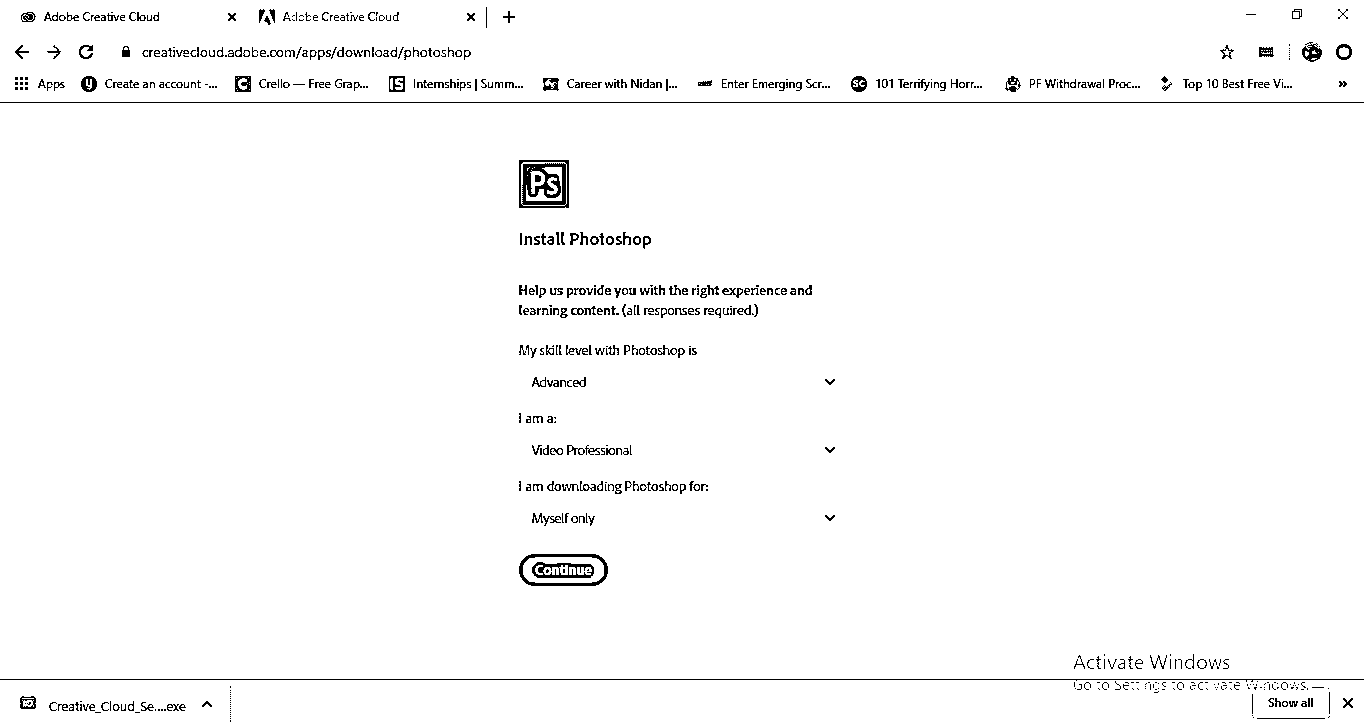 Adobe Creative Cloud
Adobe Creative Cloud
creativecloud.adobe.com/apps/download/photoshop
Apps
Create an account -...
Crello — Free Grap...
Internships | Summ...
Career with Nidan |...
Enter Emerging Scr...
SC
101 Terrifying Horr...
PF Withdrawal Proc...
Top 10 Best Free Vi...
»
Ps
Install Photoshop
Help us provide you with the right experience and
learning content. (all responses required.)
My skill level with Photoshop is
Advanced
I am a:
Video Professional
I am downloading Photoshop for:
Myself only
Continue
Activate Windows
Go to Settings to activate Windows.
Creative_Cloud_Se....exe
Show all